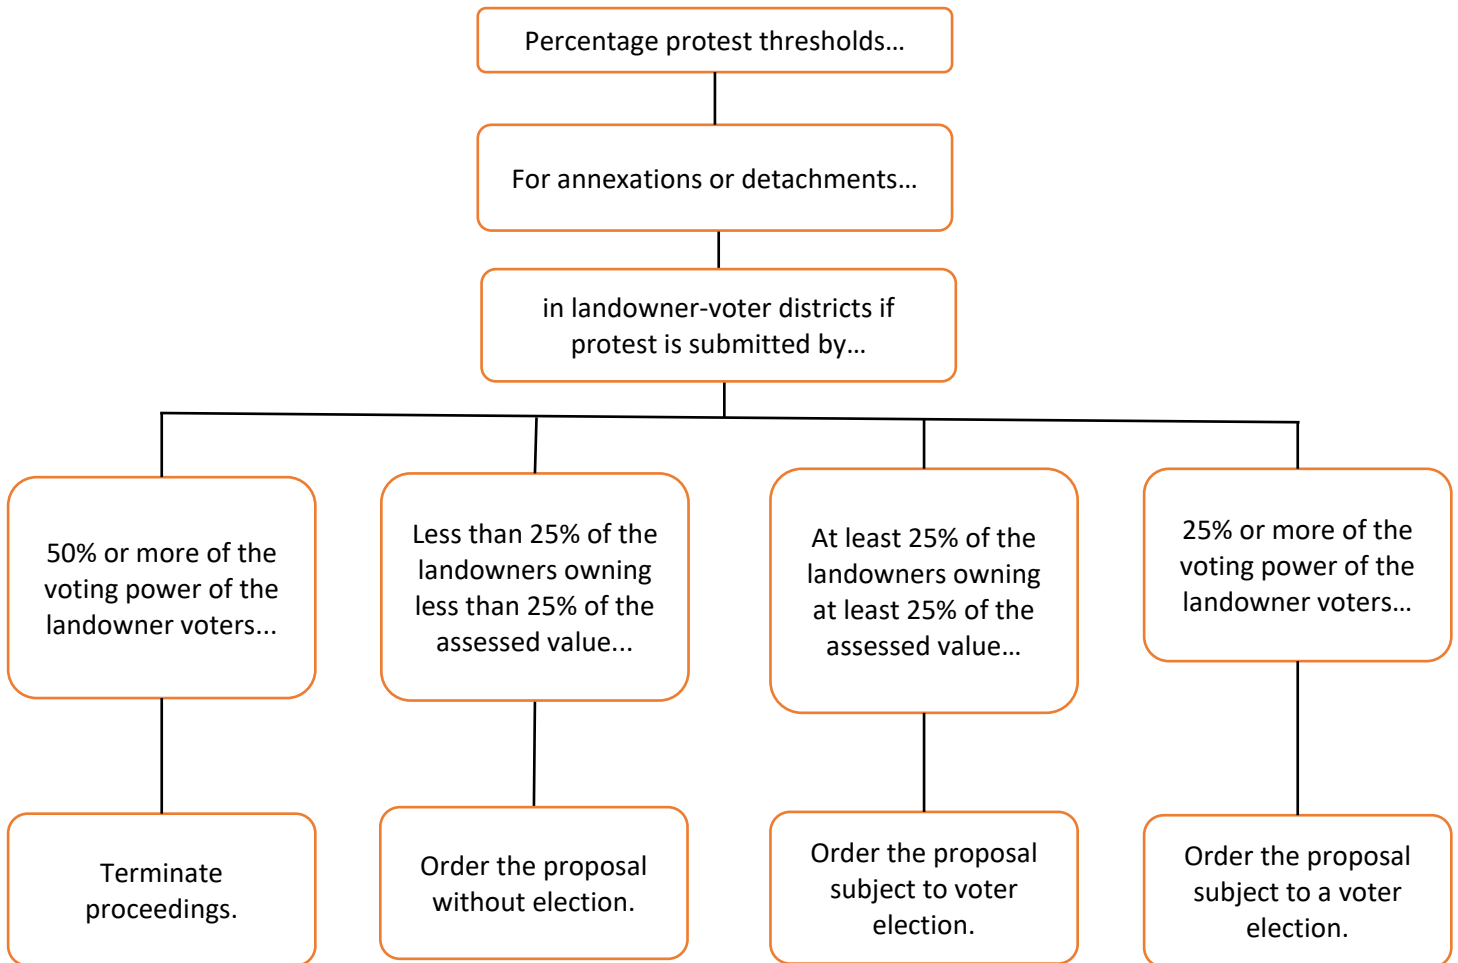 Percentage protest thresholds…
For annexations or detachments…
in landowner-voter districts if
protest is submitted by…
50% or more of the
voting power of the
landowner voters...
Less than 25% of the
landowners owning
less than 25% of the
assessed value...
At least 25% of the
landowners owning
at least 25% of the
assessed value…
25% or more of the
voting power of the
landowner voters…
Terminate
proceedings.
Order the proposal
without election.
Order the proposal
subject to voter
election.
Order the proposal
subject to a voter
election.